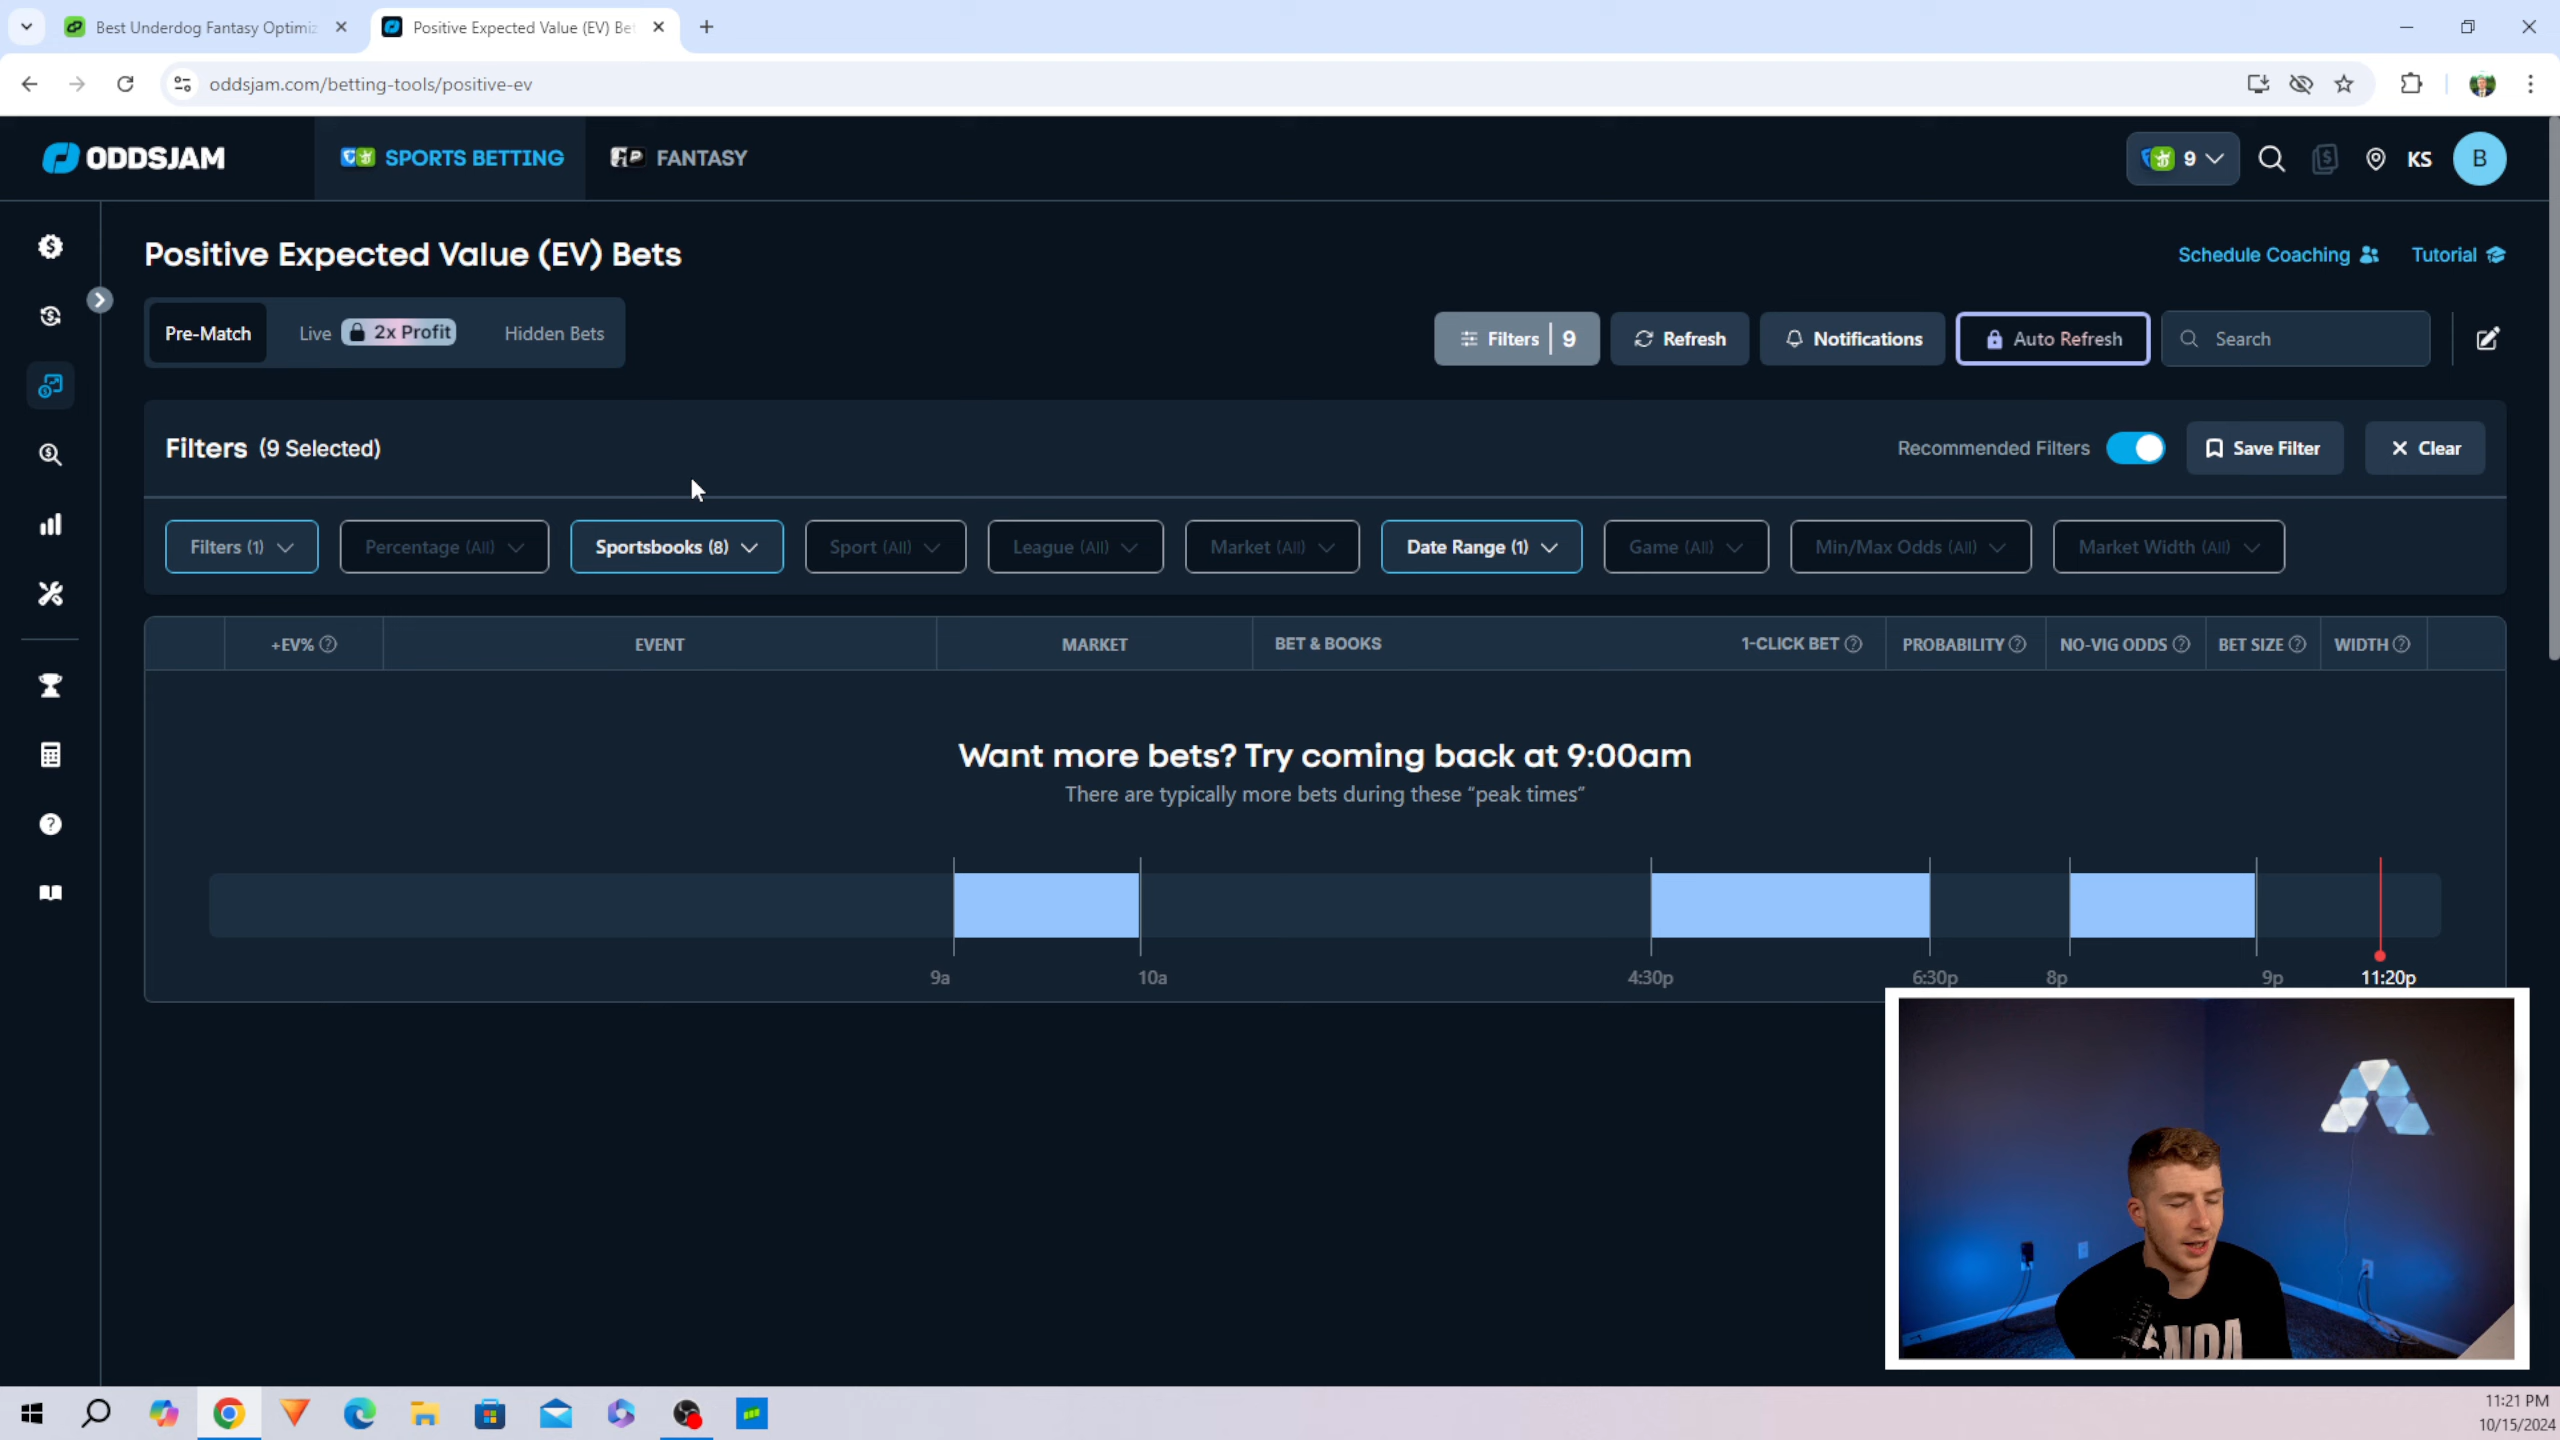 Best Underdog Fantasy Optimiz
Positive Expected Value (EV) Bet
oddsjam.com/betting-tools/positive-ev
ODDSJAM
SPORTS BETTING
FANTASY
9
KS
B
Positive Expected Value (EV) Bets
Schedule Coaching
Tutorial
Pre-Match
Live
2x Profit
Hidden Bets
Filters | 9
Refresh
Notifications
Auto Refresh
Search
Filters (9 Selected)
Recommended Filters
Save Filter
Clear
Filters (1)
Percentage (All)
Sportsbooks (8)
Sport (All)
League (All)
Market (All)
Date Range (1)
Game (All)
Min/Max Odds (All)
Market Width (All)
+EV%
EVENT
MARKET
BET & BOOKS
1-CLICK BET
PROBABILITY
NO-VIG ODDS
BET SIZE
WIDTH
Want more bets? Try coming back at 9:00am
There are typically more bets during these “peak times”
9a
10a
4:30p
6:30p
8p
9p
11:20p
11:21 PM
10/15/2024